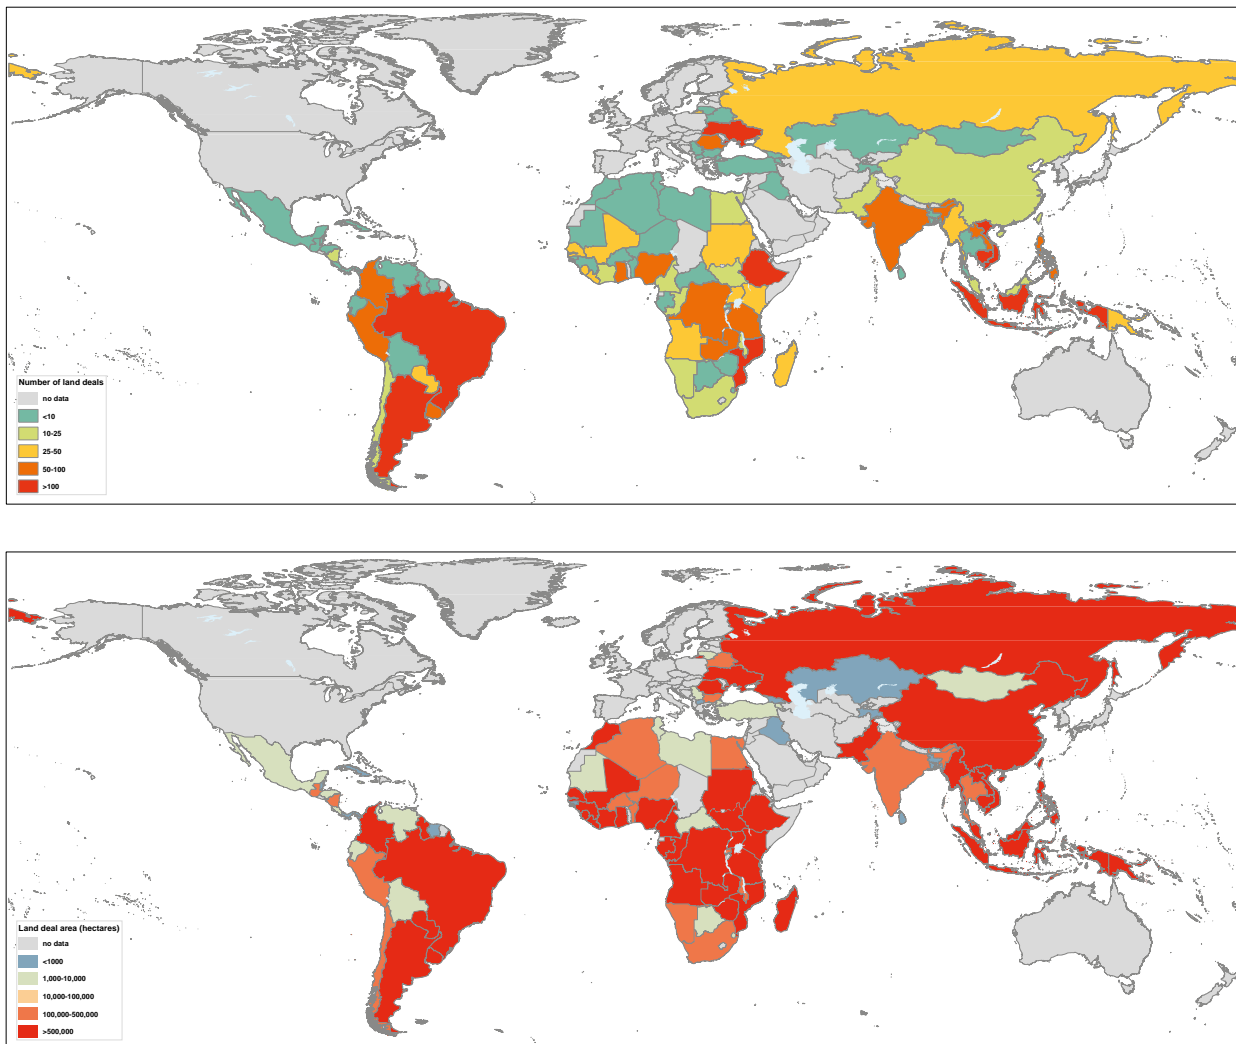 Number of land deals
no data
<10
10-25
25-50
50-100
>100
Land deal area (hectares)
no data
<1000
1,000-10,000
10,000-100,000
100,000-500,000
>500,000